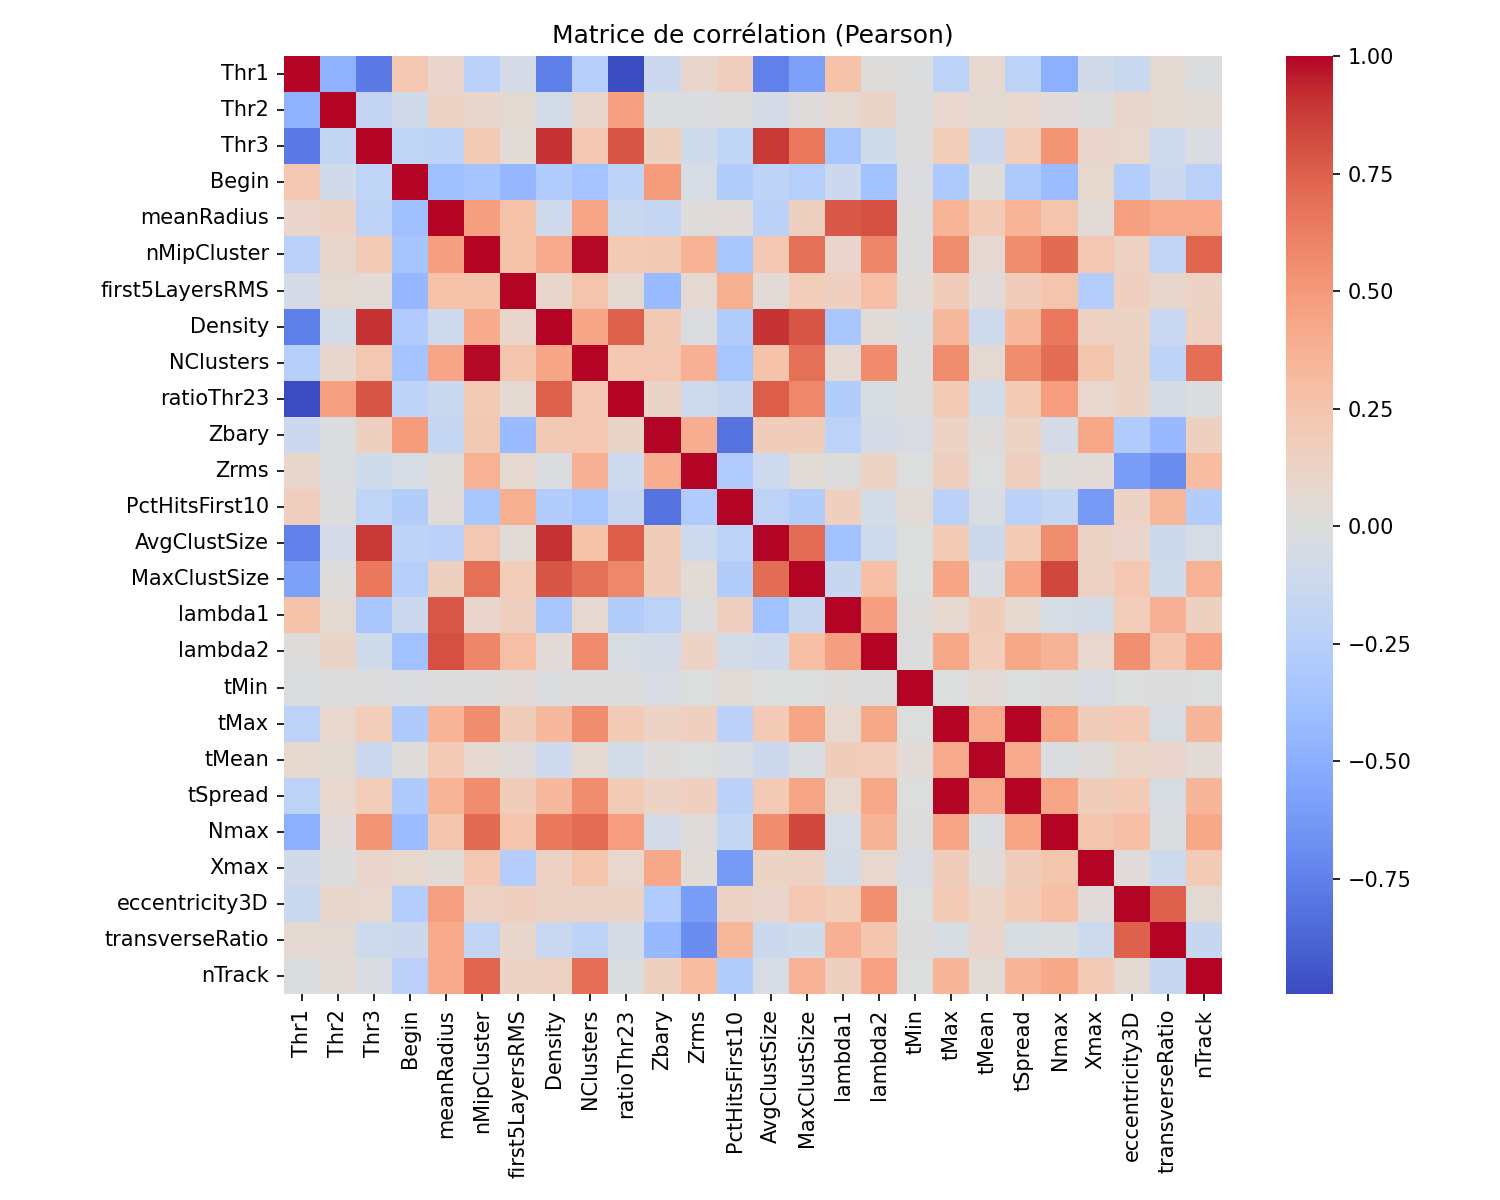 Matrice de corrélation (Pearson)
Thr1
Thr2
Thr3
Begin
meanRadius
nMipCluster
first5LayersRMS
Density
NClusters
ratioThr23
Zbary
Zrms
PctHitsFirst10
AvgClustSize
MaxClustSize
lambda1
lambda2
tMin
tMax
tMean
tSpread
Nmax
Xmax
eccentricity3D
transverseRatio
nTrack
Thr1
Thr2
Thr3
Begin
meanRadius
nMipCluster
first5LayersRMS
Density
NClusters
ratioThr23
Zbary
Zrms
PctHitsFirst10
AvgClustSize
MaxClustSize
lambda1
lambda2
tMin
tMax
tMean
tSpread
Nmax
Xmax
eccentricity3D
transverseRatio
nTrack
1.00
0.75
0.50
0.25
0.00
−0.25
−0.50
−0.75